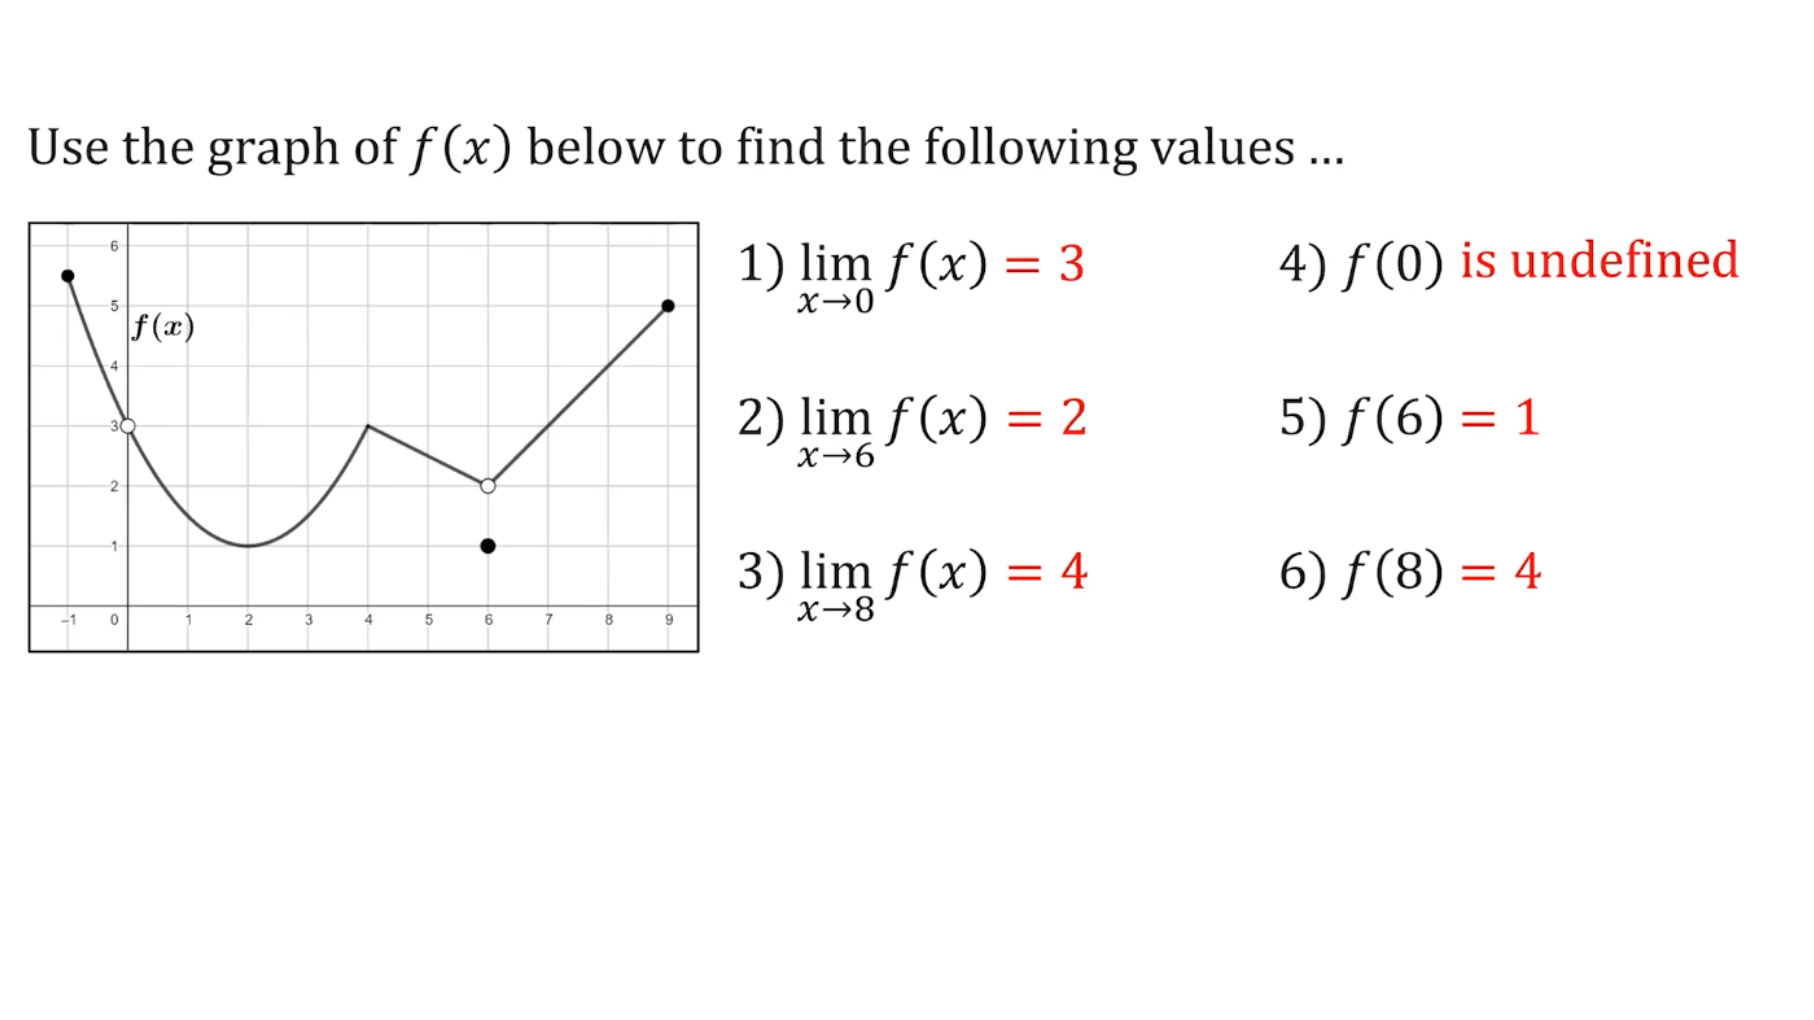 Use the graph of f(x) below to find the following values ...
6
5
f(x)
4
3
2
1
−1 0 1 2 3 4 5 6 7 8 9
1) lim f(x) = 3
x→0
2) lim f(x) = 2
x→6
3) lim f(x) = 4
x→8
4) f(0) is undefined
5) f(6) = 1
6) f(8) = 4